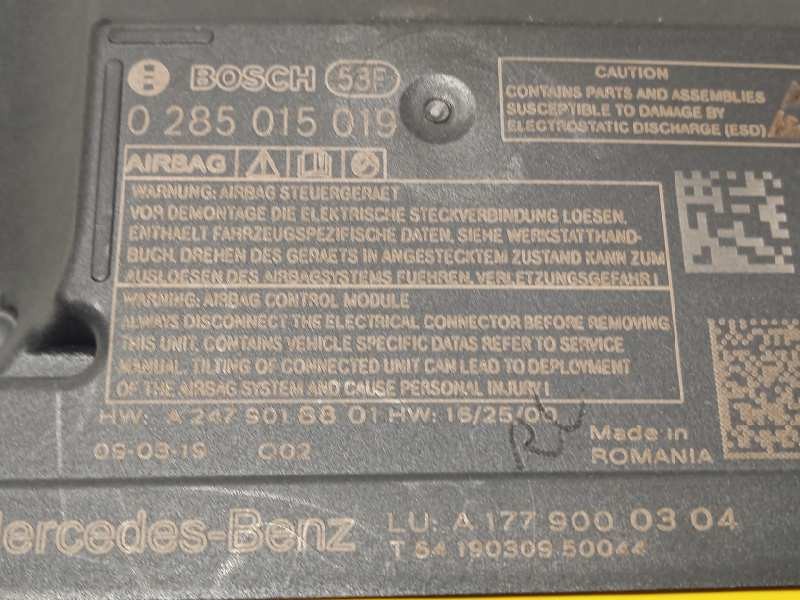 BOSCH 53F
0 285 015 019
CAUTION
CONTAINS PARTS AND ASSEMBLIES
SUSCEPTIBLE TO DAMAGE BY
ELECTROSTATIC DISCHARGE (ESD)
AIRBAG
WARNUNG: AIRBAG STEUERGERAET
VOR DEMONTAGE DIE ELEKTRISCHE STECKVERBINDUNG LOESEN.
ENTHAELT FAHRZEUGSPEZIFISCHE DATEN. SIEHE WERKSTATTHAND-
BUCH. DREHEN DES GERAETS IN ANGESTECKTEM ZUSTAND KANN ZUM
AUSLOESEN DES AIRBAGSYSTEMS FUEHREN. VERLETZUNGSGEFAHR !
WARNING: AIRBAG CONTROL MODULE
ALWAYS DISCONNECT THE ELECTRICAL CONNECTOR BEFORE REMOVING
THIS UNIT. CONTAINS VEHICLE SPECIFIC DATAS REFER TO SERVICE
MANUAL. TILTING OF CONNECTED UNIT CAN LEAD TO DEPLOYMENT
OF THE AIRBAG SYSTEM AND CAUSE PERSONAL INJURY !
HW: A 247 901 88 01 HW: 16/25/00
09-03-19 Q02
Made in
ROMANIA
Mercedes-Benz LU: A 177 900 03 04
T 54 190309 50044